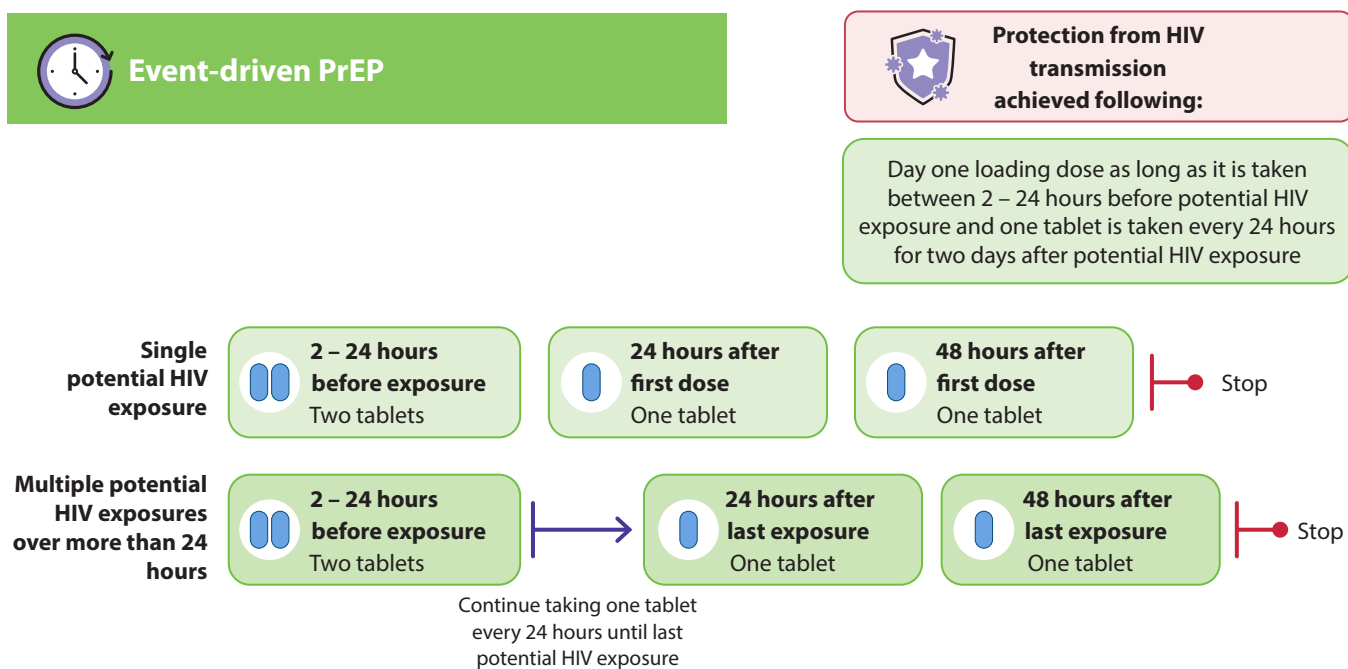 Event-driven PrEP
Protection from HIV
transmission
achieved following:
Day one loading dose as long as it is taken
between 2 – 24 hours before potential HIV
exposure and one tablet is taken every 24 hours
for two days after potential HIV exposure
Single
potential HIV
exposure
2 – 24 hours
before exposure
Two tablets
24 hours after
first dose
One tablet
48 hours after
first dose
One tablet
Stop
Multiple potential
HIV exposures
over more than 24
hours
2 – 24 hours
before exposure
Two tablets
Continue taking one tablet
every 24 hours until last
potential HIV exposure
24 hours after
last exposure
One tablet
48 hours after
last exposure
One tablet
Stop